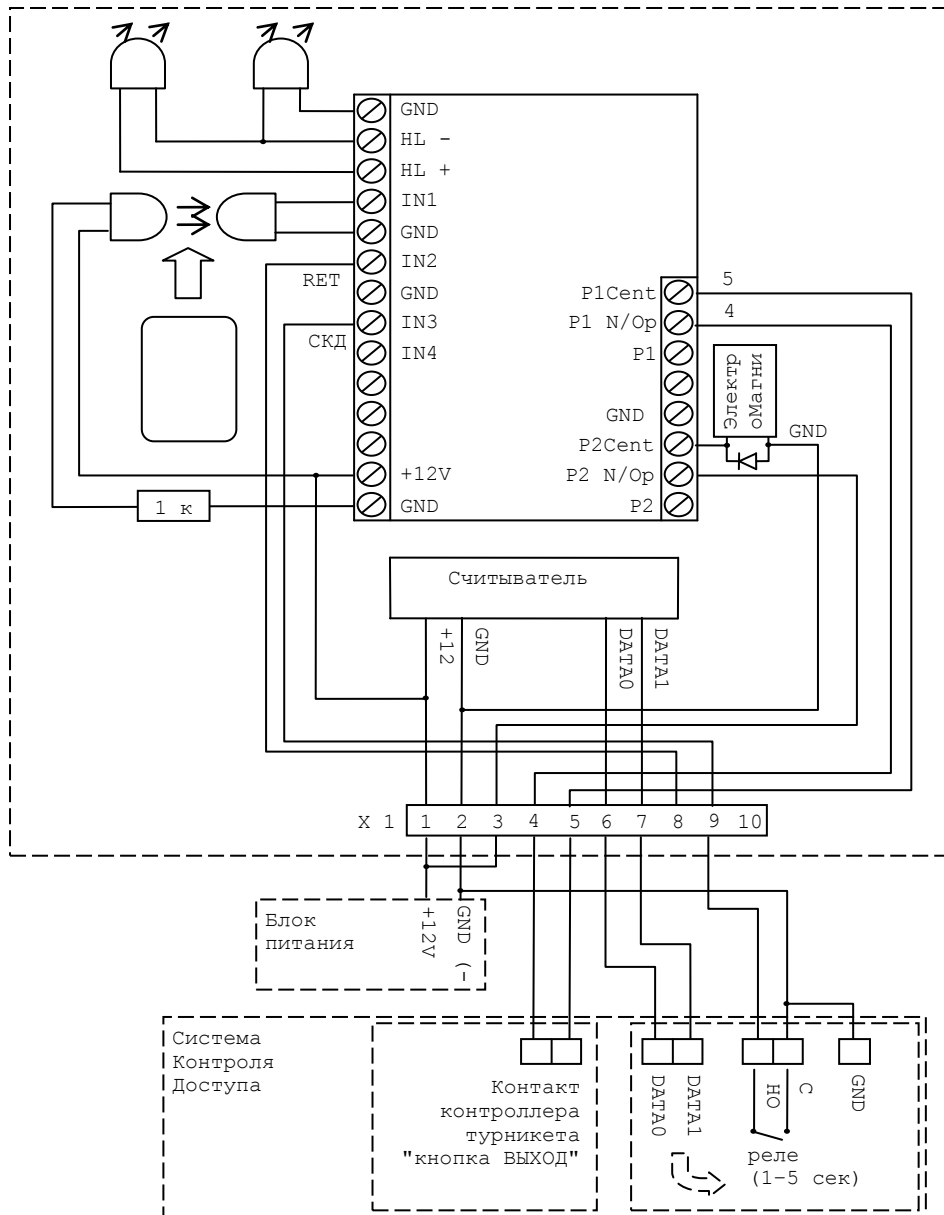 GND
HL -
HL +
IN1
GND
IN2
RET
GND
IN3
СКД
IN4
+12V
GND
1 к
P1Cent
5
P1 N/Op
4
P1
GND
P2Cent
P2 N/Op
P2
Электр
оМагни
GND
Считыватель
+12
GND
DATA0
DATA1
X 1
1 2 3 4 5 6 7 8 9 10
Блок
питания
+12V
GND (-
Система
Контроля
Доступа
Контакт
контроллера
турникета
"кнопка ВЫХОД"
DATA0
DATA1
НО
С
GND
реле
(1-5 сек)